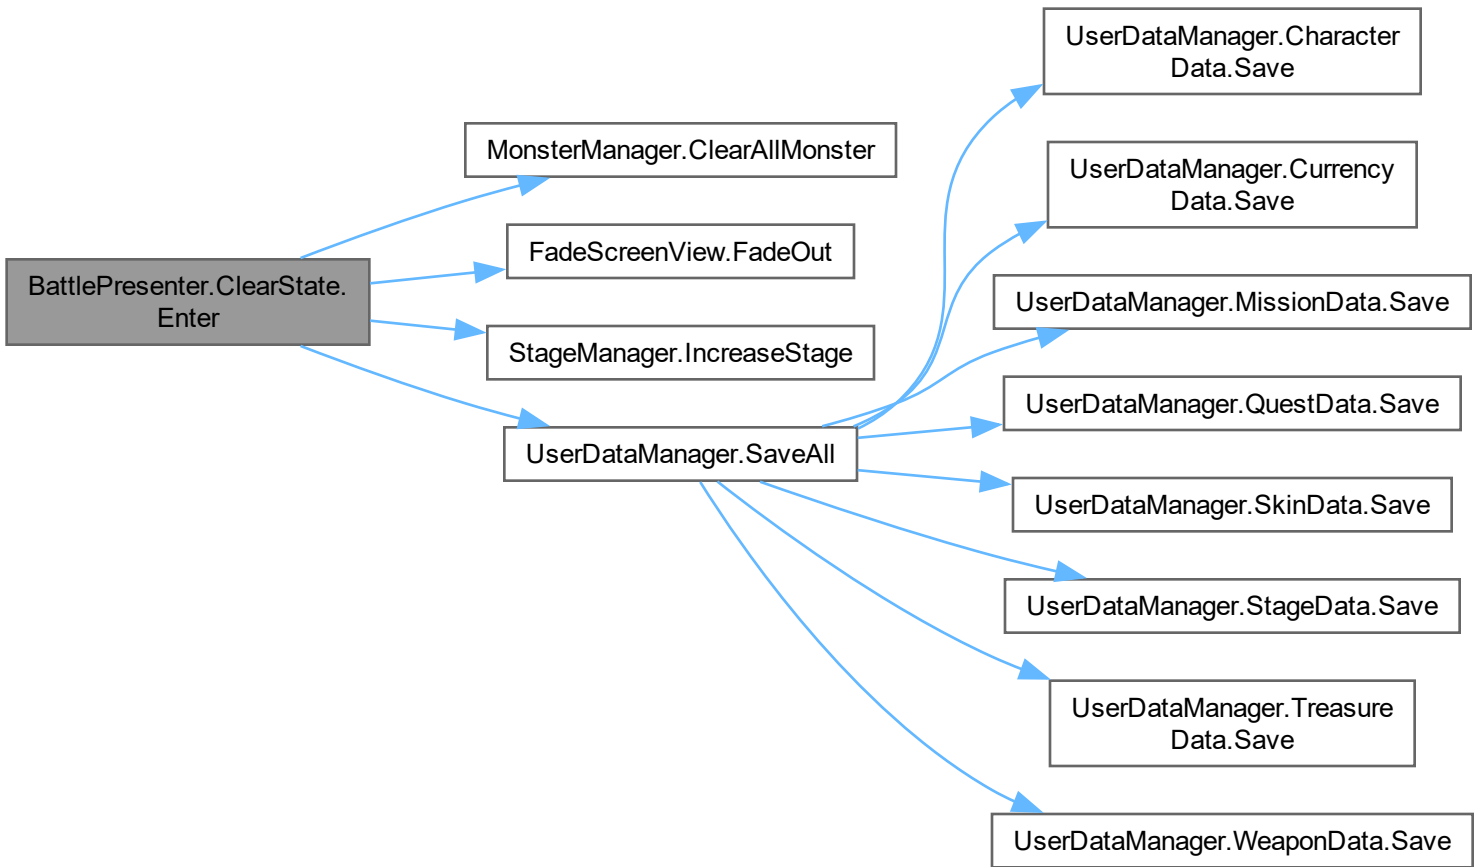 BattlePresenter.ClearState.
Enter
MonsterManager.ClearAllMonster
FadeScreenView.FadeOut
StageManager.IncreaseStage
UserDataManager.SaveAll
UserDataManager.Character
Data.Save
UserDataManager.Currency
Data.Save
UserDataManager.MissionData.Save
UserDataManager.QuestData.Save
UserDataManager.SkinData.Save
UserDataManager.StageData.Save
UserDataManager.Treasure
Data.Save
UserDataManager.WeaponData.Save